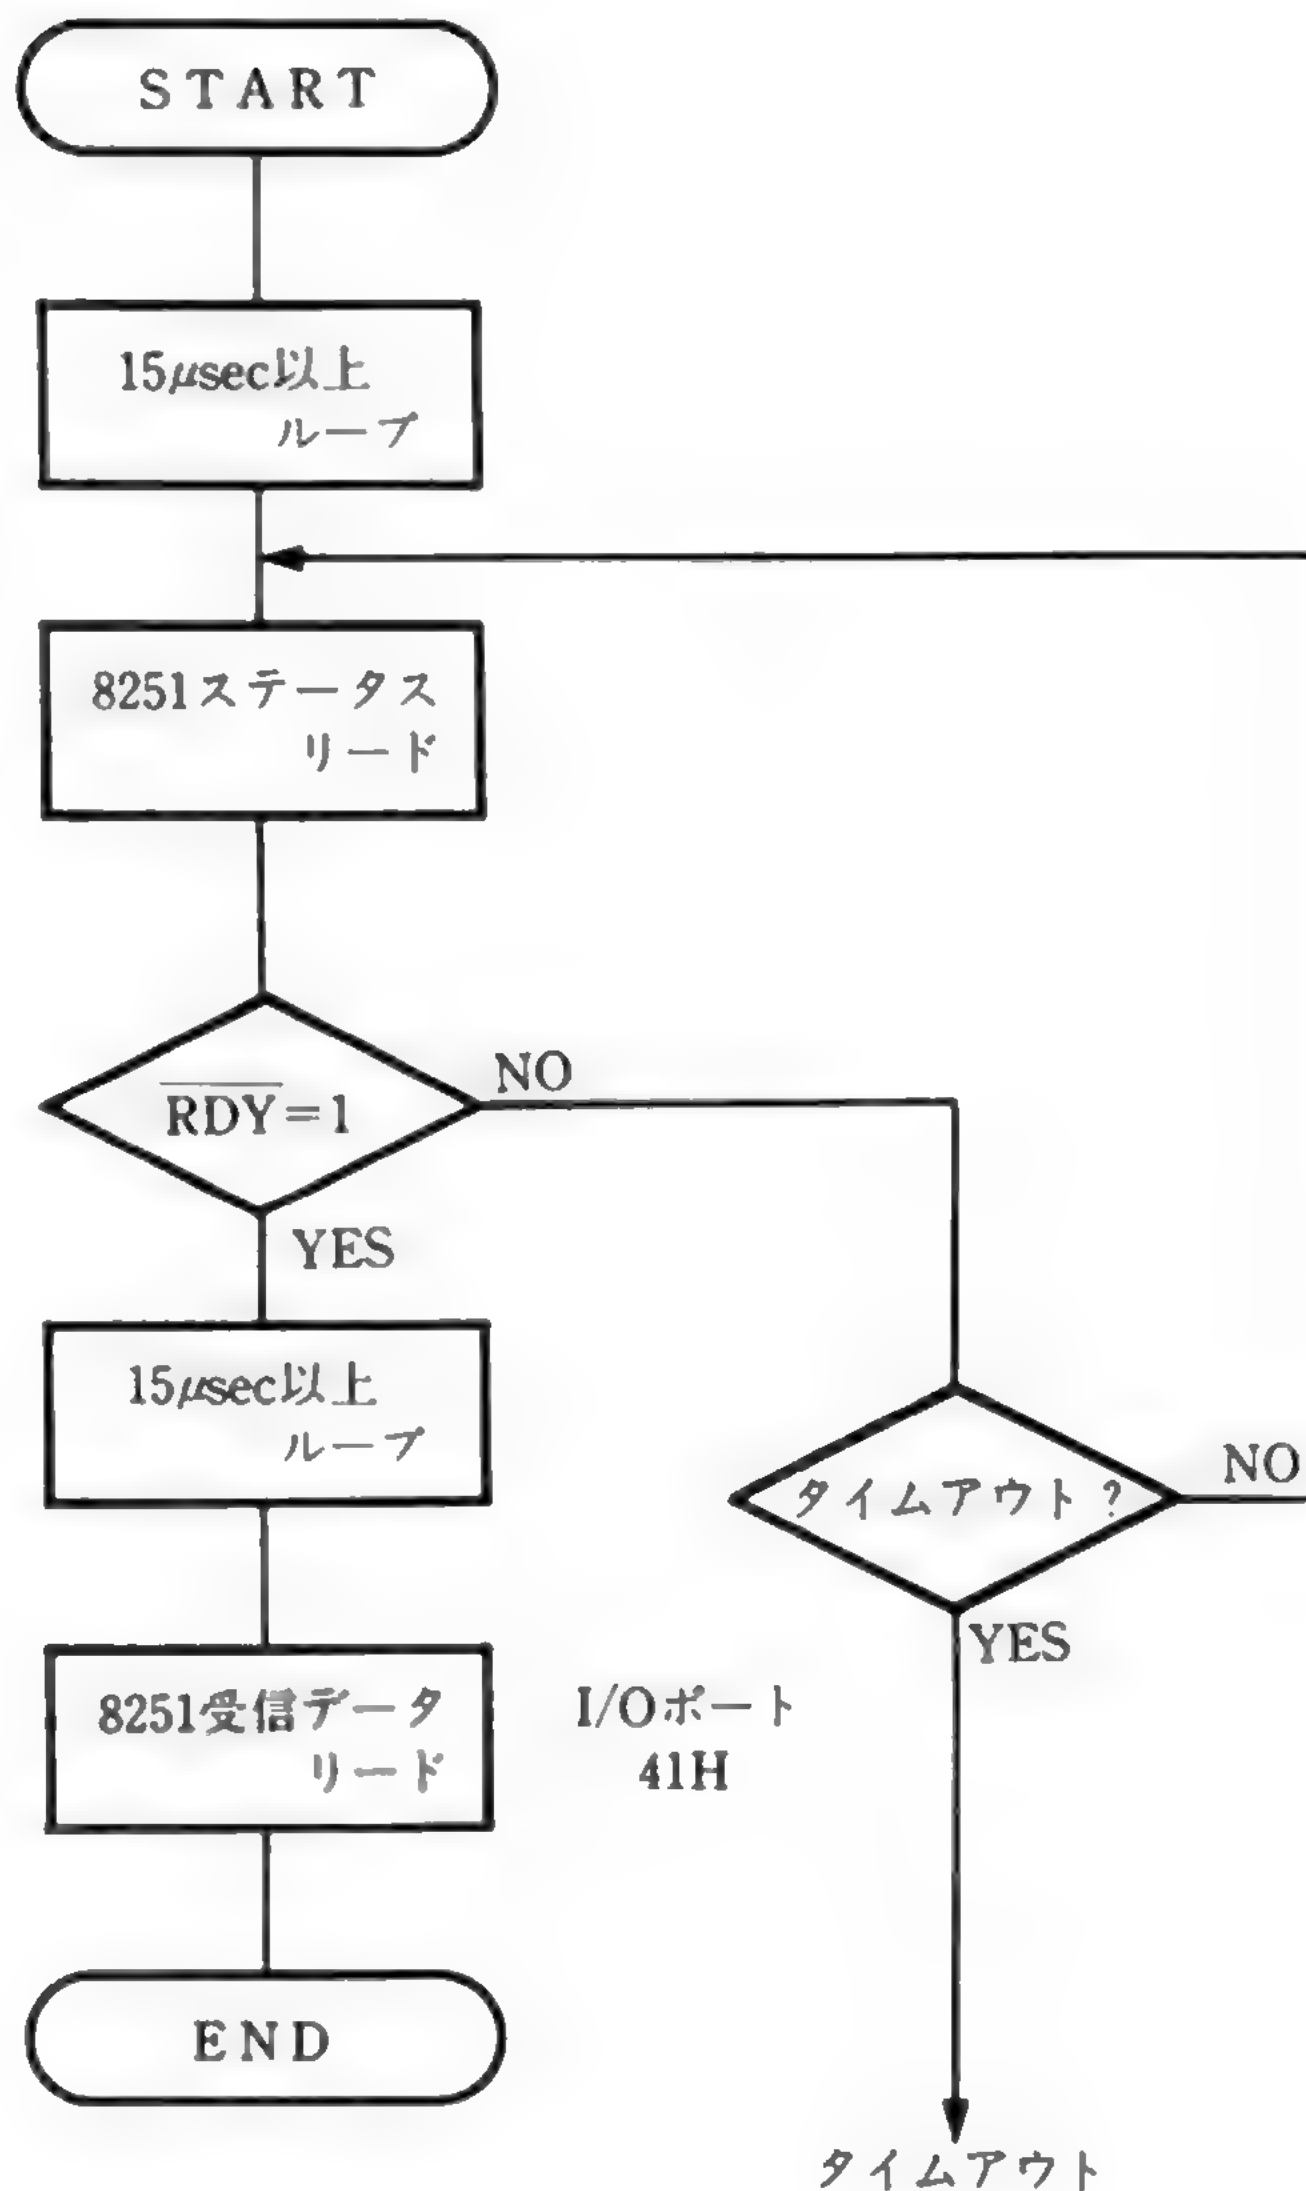 START
15μsec以上
ループ
8251ステータス
リード
R̅D̅Y̅=1
NO
YES
15μsec以上
ループ
タイムアウト?
NO
YES
8251受信データ
リード
I/Oポート
41H
END
タイムアウト